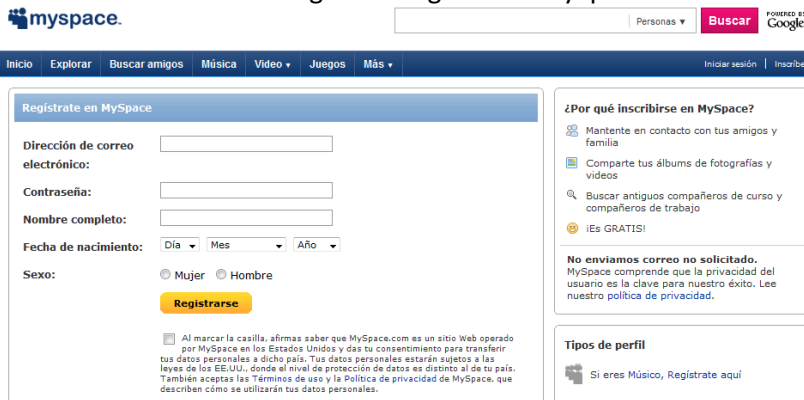 myspace.
Personas ▾
Buscar
POWERED BY
Google
Inicio Explorar Buscar amigos Música Video ▾ Juegos Más ▾
Iniciar sesión
Regístrate en MySpace
Dirección de correo
electrónico:
Contraseña:
Nombre completo:
Fecha de nacimiento: Día Mes Año
Sexo: Mujer Hombre
Registrarse
Al marcar la casilla, afirmas saber que MySpace.com es un sitio Web operado
por MySpace en los Estados Unidos y das tu consentimiento para transferir
tus datos personales a dicho país. Tus datos personales estarán sujetos a las
leyes de los EE.UU., donde el nivel de protección de datos es distinto al de tu país.
También aceptas las Términos de uso y la Política de privacidad de MySpace, que
describen cómo se utilizarán tus datos personales.
¿Por qué inscribirse en MySpace?
Mantente en contacto con tus amigos y
familia
Comparte tus álbums de fotografías y
videos
Buscar antiguos compañeros de curso y
compañeros de trabajo
¡Es GRATIS!
No enviamos correo no solicitado.
MySpace comprende que la privacidad del
usuario es la clave para nuestro éxito. Lee
nuestro política de privacidad.
Tipos de perfil
Si eres Músico, Regístrate aquí